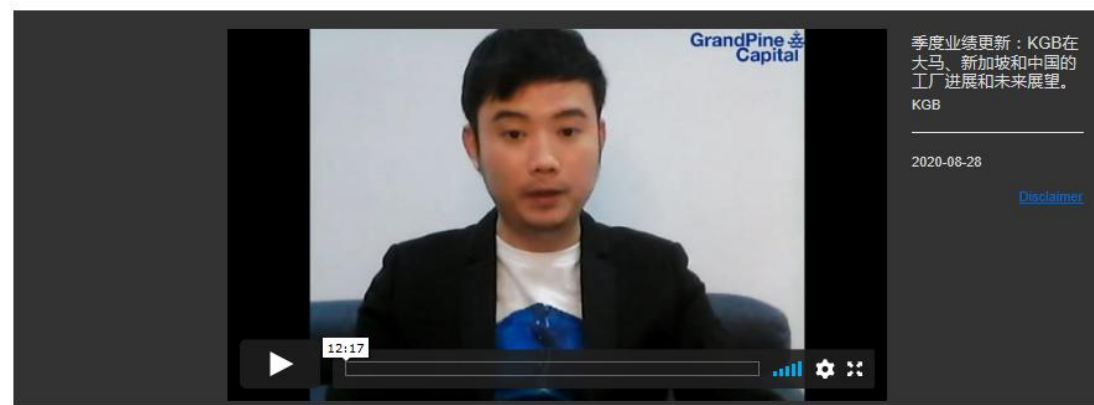 GrandPine
Capital
季度业绩更新：KGB在
大马、新加坡和中国的
工厂进展和未来展望。
KGB
2020-08-28
Disclaimer
12:17